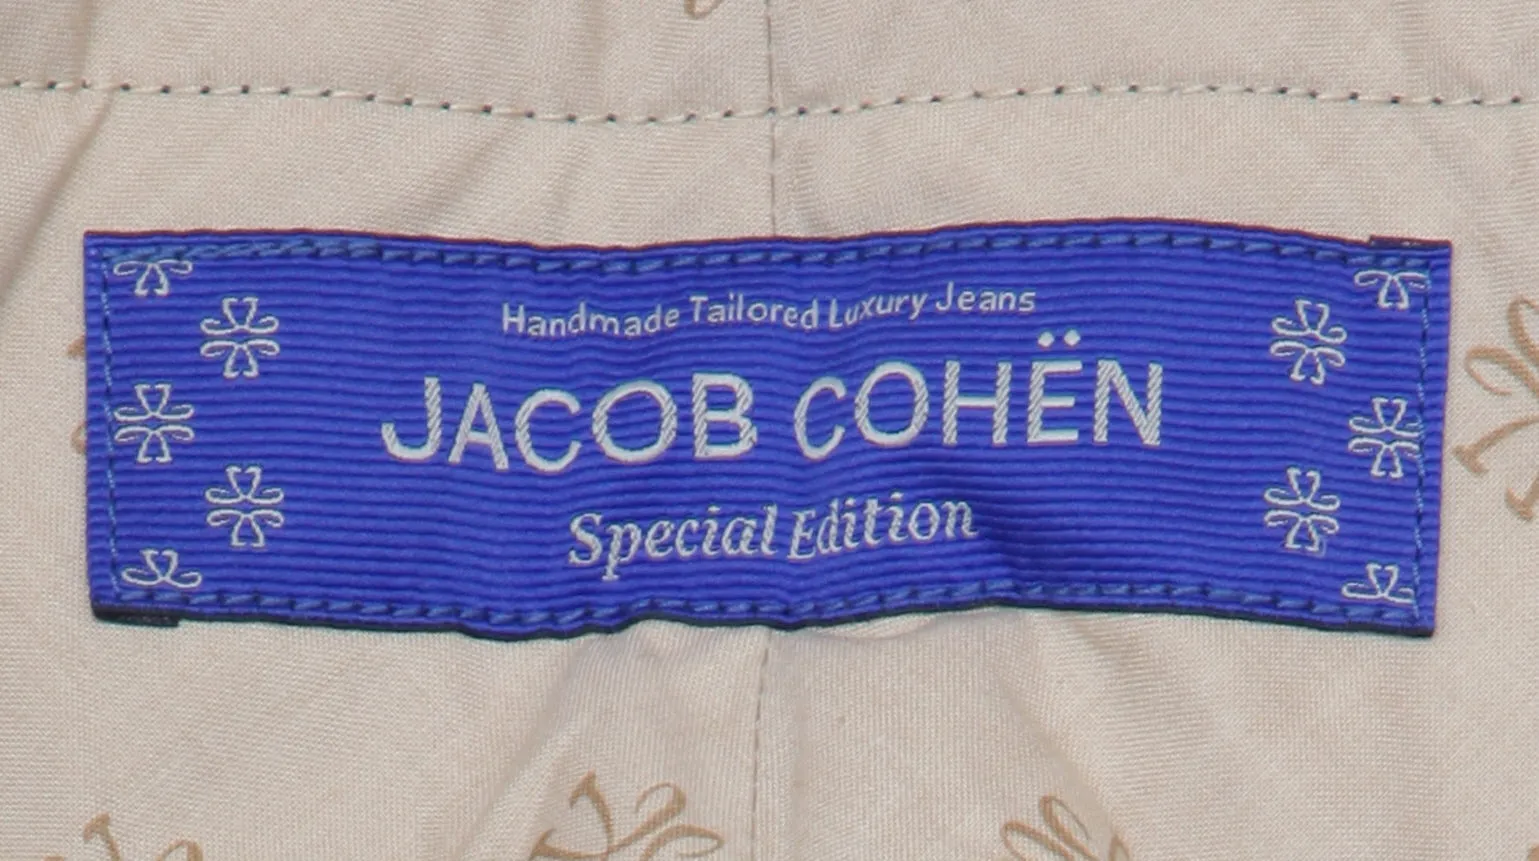 Handmade Tailored Luxury Jeans
JACOB COHËN
Special Edition